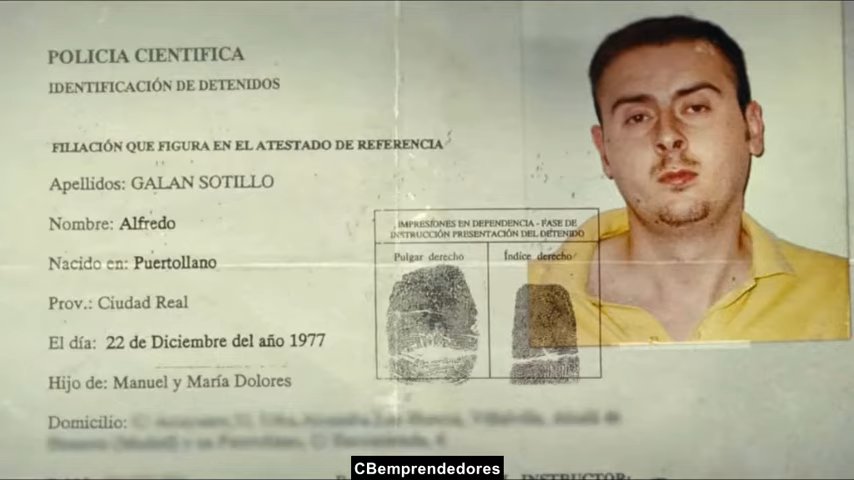 POLICIA CIENTIFICA
IDENTIFICACIÓN DE DETENIDOS
FILIACIÓN QUE FIGURA EN EL ATESTADO DE REFERENCIA
Apellidos: GALAN SOTILLO
Nombre: Alfredo
Nacido en: Puertollano
Prov.: Ciudad Real
El día: 22 de Diciembre del año 1977
Hijo de: Manuel y María Dolores
Domicilio:
IMPRESIONES EN DEPENDENCIA - FASE DE
INSTRUCCIÓN PRESENTACIÓN DEL DETENIDO
Pulgar derecho
Índice derecho
INSTRUCTOR:
CBemprendedores